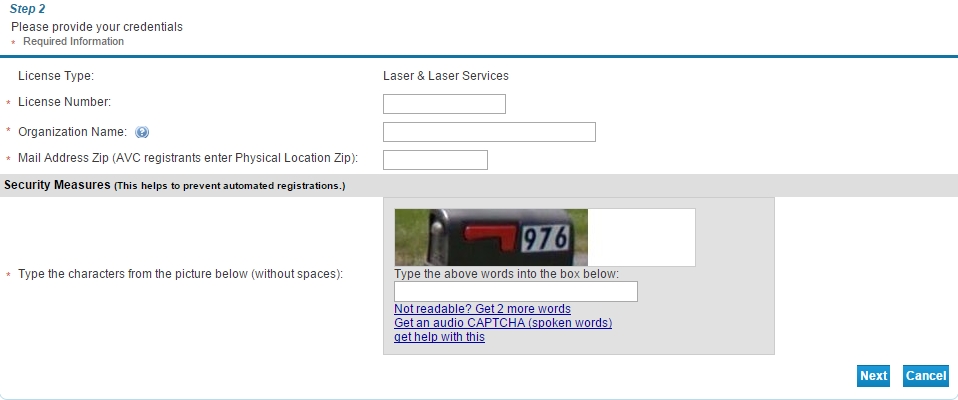 Step 2
Please provide your credentials
* Required Information
License Type: Laser & Laser Services
* License Number:
* Organization Name: ?
* Mail Address Zip (AVC registrants enter Physical Location Zip):
Security Measures (This helps to prevent automated registrations.)
976
* Type the characters from the picture below (without spaces):
Type the above words into the box below:
Not readable? Get 2 more words
Get an audio CAPTCHA (spoken words)
get help with this
Next Cancel